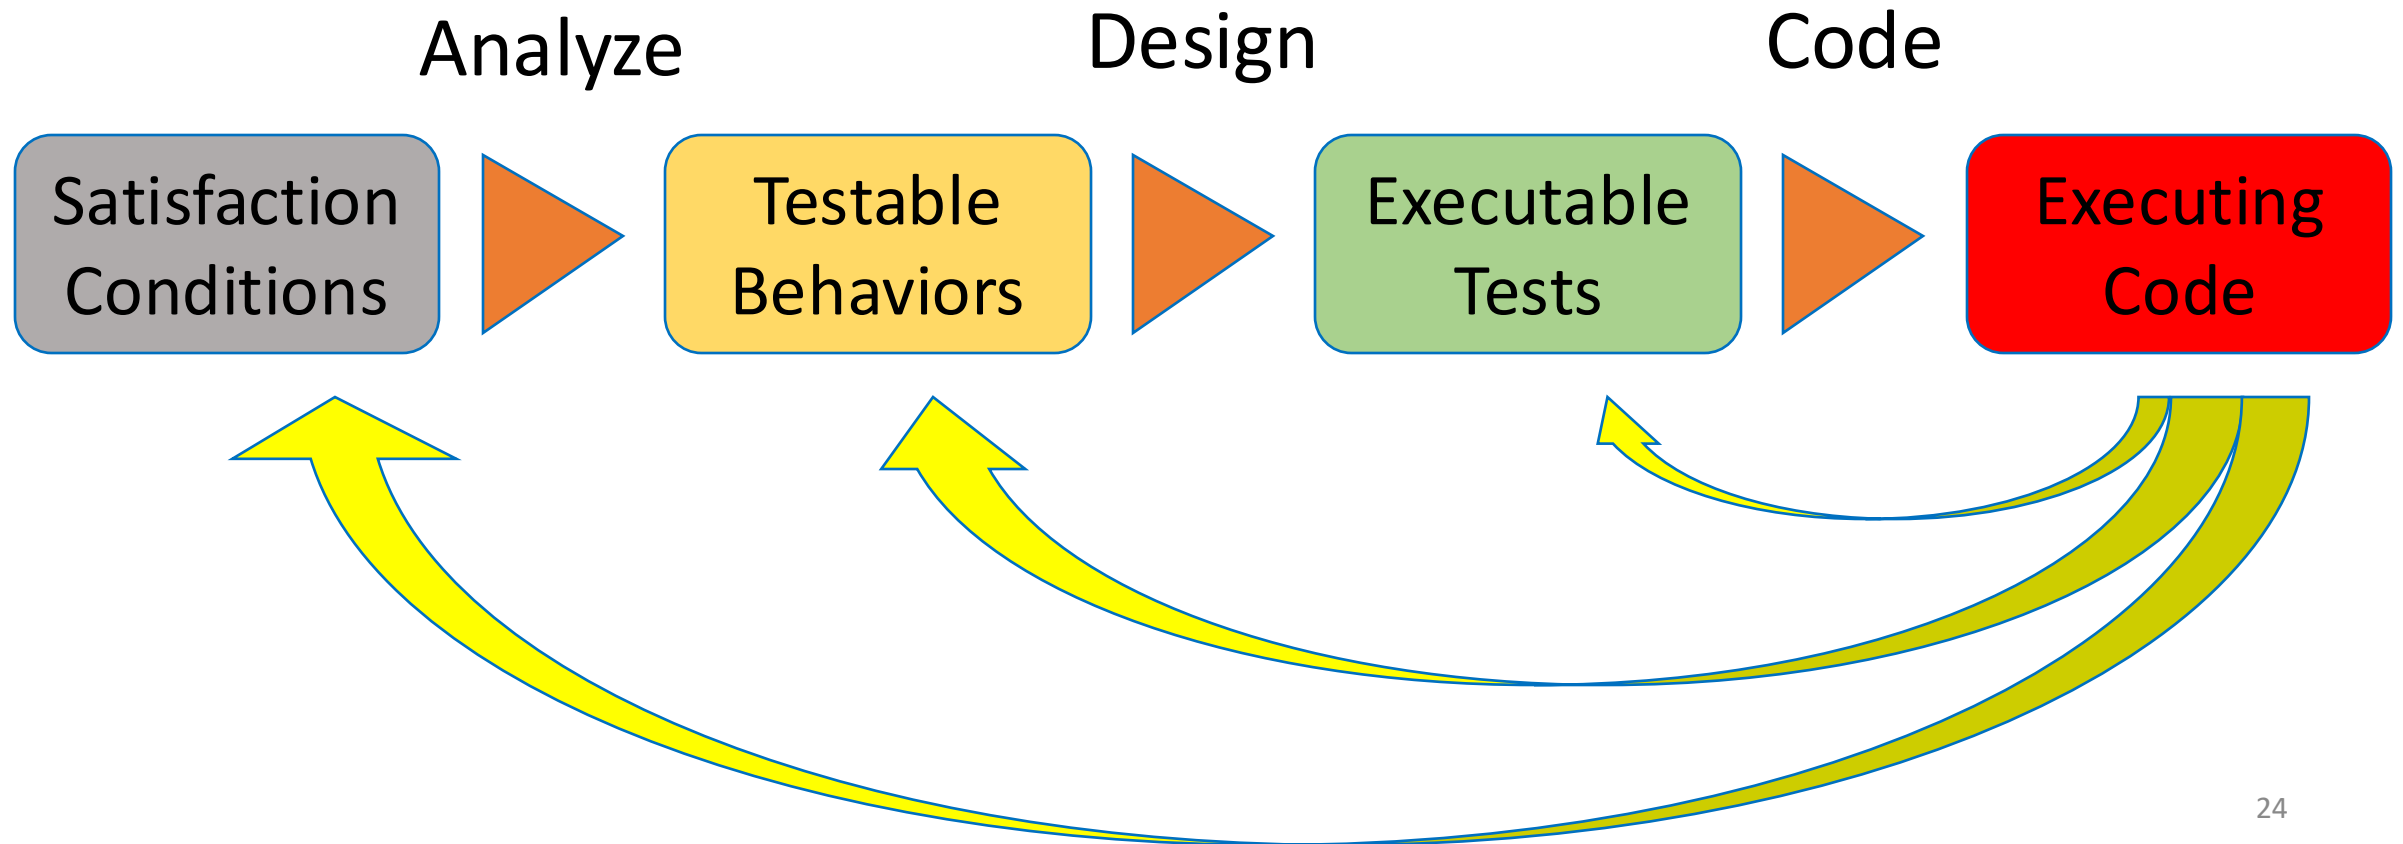 Analyze
Design
Code
Satisfaction
Conditions
Testable
Behaviors
Executable
Tests
Executing
Code
24